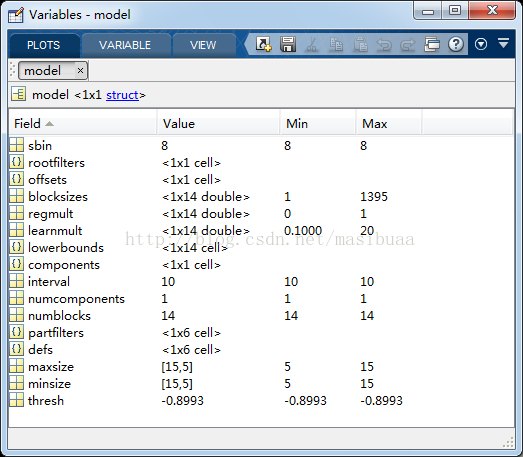 Variables - model
PLOTS VARIABLE VIEW
model
model <1x1 struct>
Field Value Min Max
sbin 8 8 8
rootfilters <1x1 cell>
offsets <1x1 cell>
blocksizes <1x14 double> 1 1395
regmult <1x14 double> 0 1
learnmult <1x14 double> 0.1000 20
http://blog.csdn.net/masibuaa
lowerbounds <1x14 cell>
components <1x1 cell>
interval 10 10 10
numcomponents 1 1 1
numblocks 14 14 14
partfilters <1x6 cell>
defs <1x6 cell>
maxsize [15,5] 5 15
minsize [15,5] 5 15
thresh -0.8993 -0.8993 -0.8993